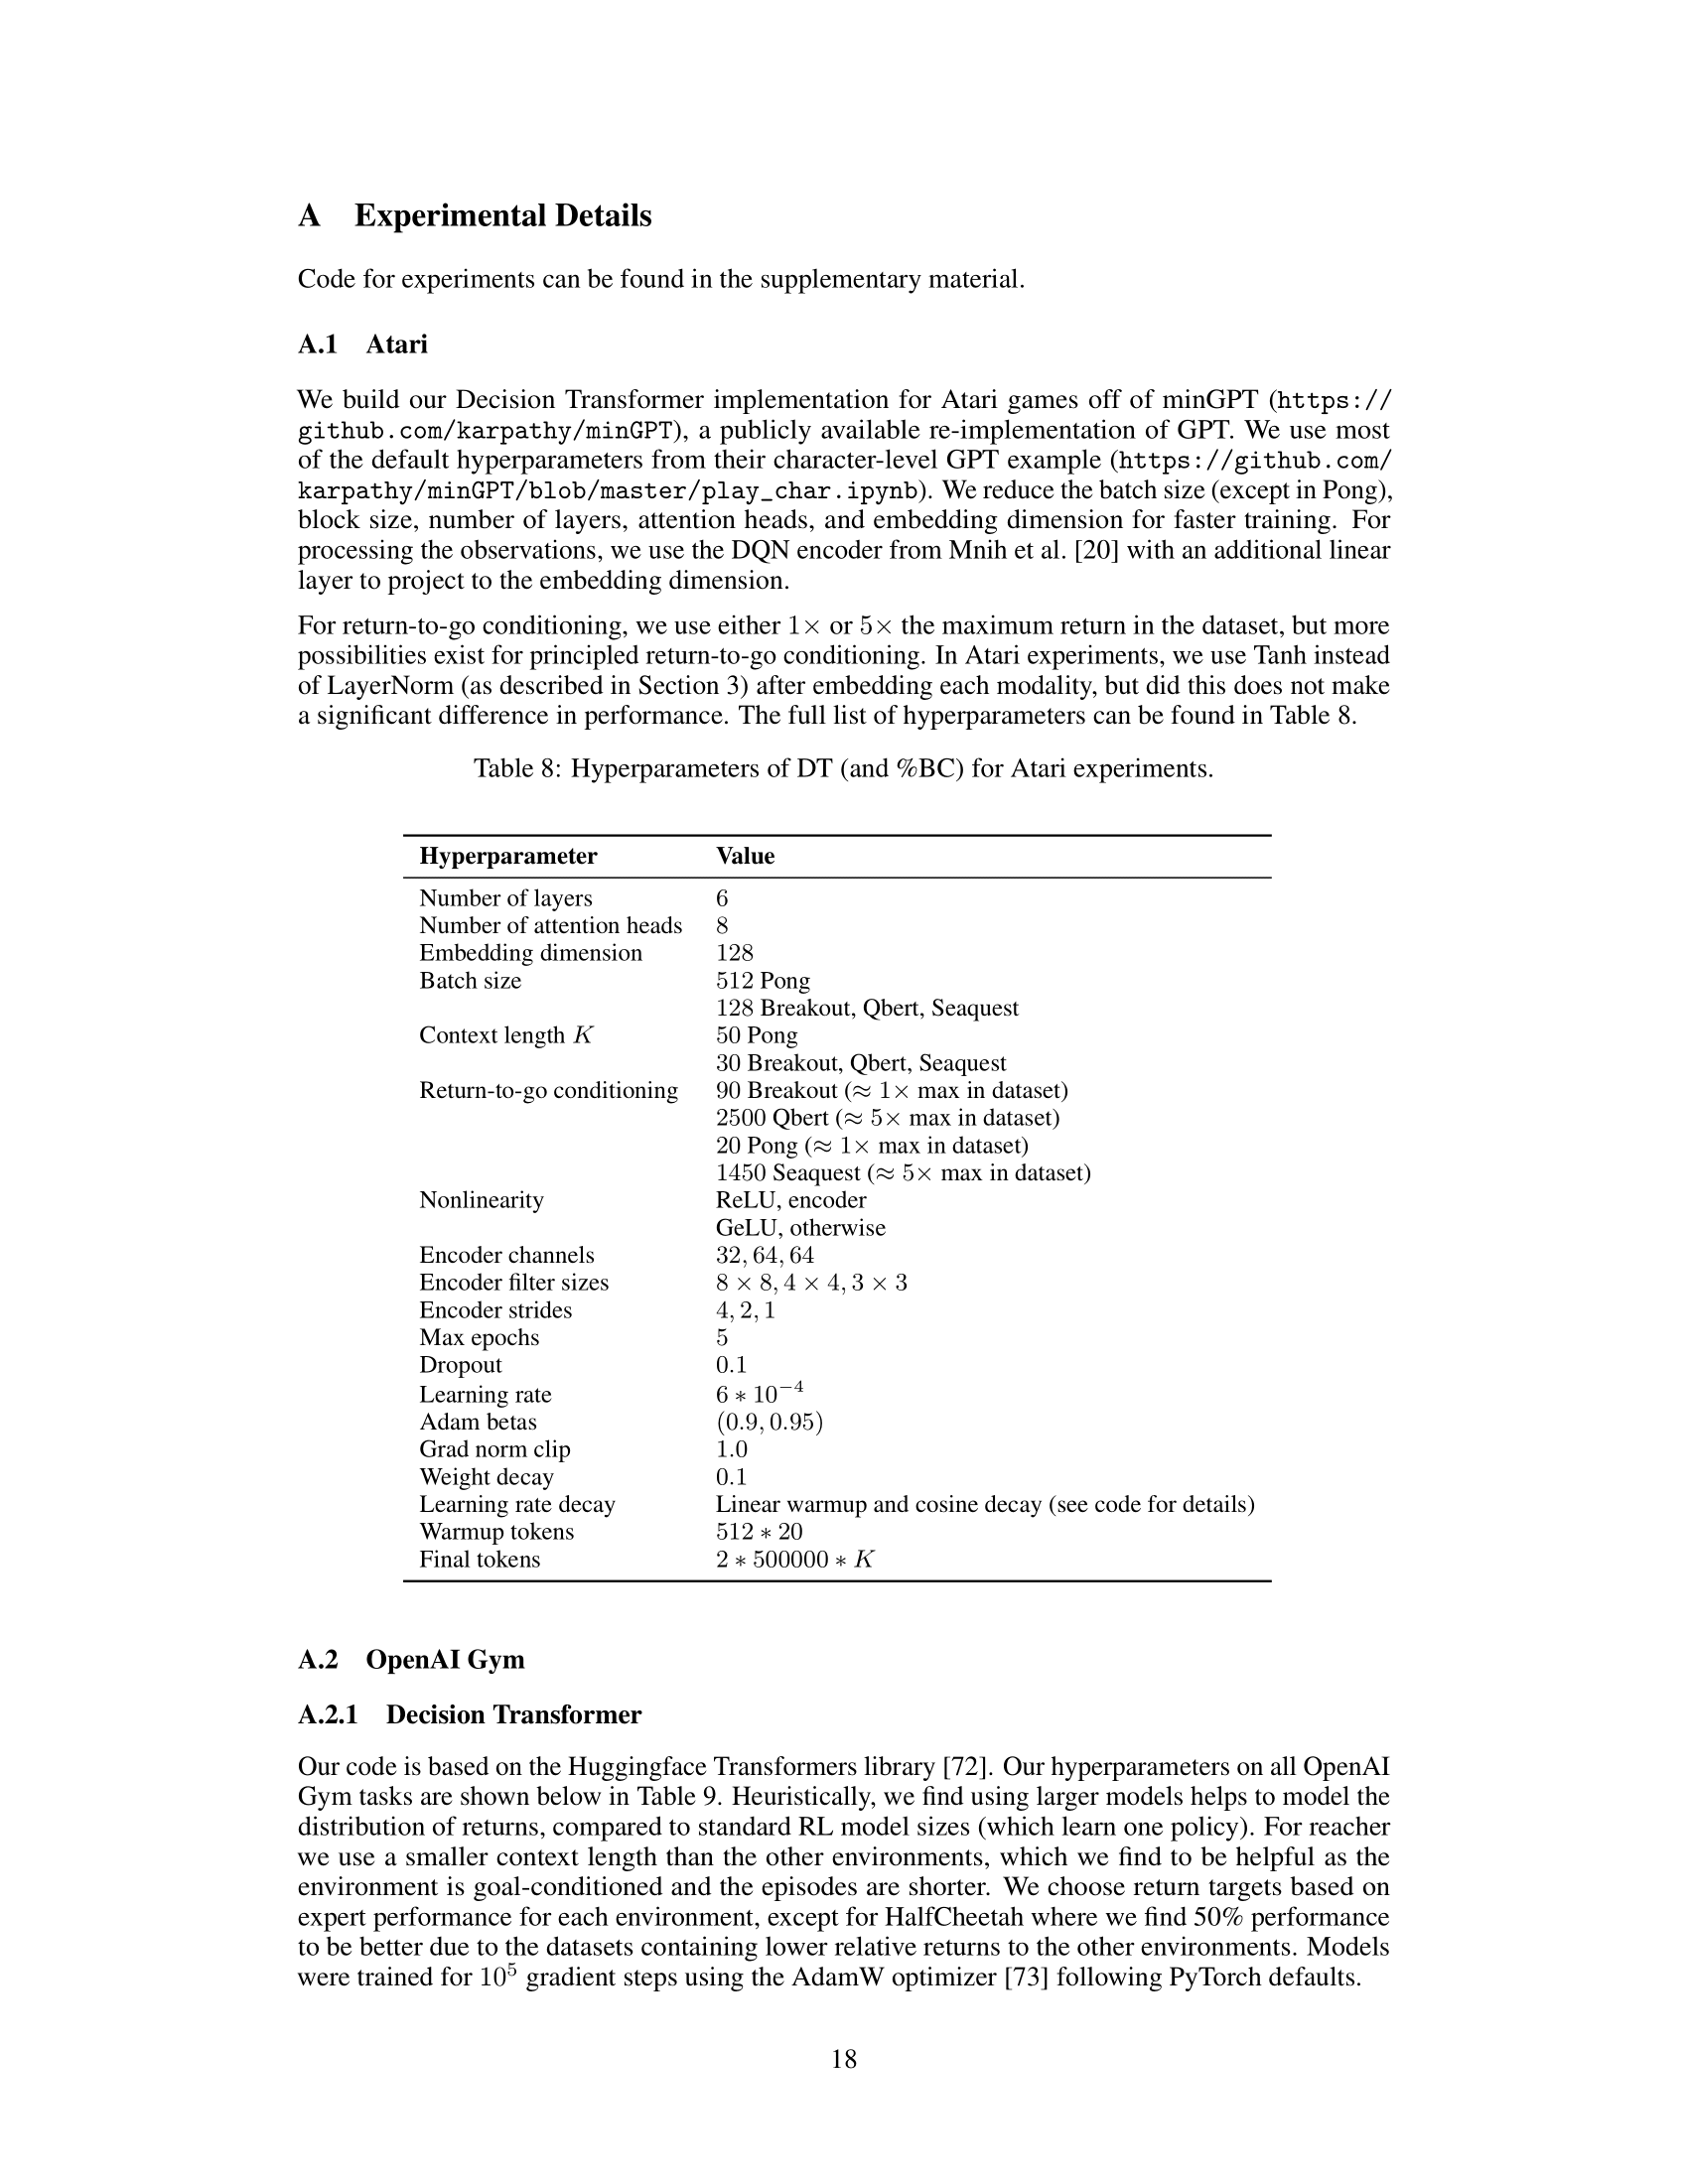 A Experimental Details
Code for experiments can be found in the supplementary material.
A.1 Atari
We build our Decision Transformer implementation for Atari games off of minGPT (https://
github.com/karpathy/minGPT), a publicly available re-implementation of GPT. We use most
of the default hyperparameters from their character-level GPT example (https://github.com/
karpathy/minGPT/blob/master/play_char.ipynb). We reduce the batch size (except in Pong),
block size, number of layers, attention heads, and embedding dimension for faster training. For
processing the observations, we use the DQN encoder from Mnih et al. [20] with an additional linear
layer to project to the embedding dimension.
For return-to-go conditioning, we use either 1× or 5× the maximum return in the dataset, but more
possibilities exist for principled return-to-go conditioning. In Atari experiments, we use Tanh instead
of LayerNorm (as described in Section 3) after embedding each modality, but did this does not make
a significant difference in performance. The full list of hyperparameters can be found in Table 8.
Table 8: Hyperparameters of DT (and %BC) for Atari experiments.
Hyperparameter Value
Number of layers 6
Number of attention heads 8
Embedding dimension 128
Batch size 512 Pong
128 Breakout, Qbert, Seaquest
Context length K 50 Pong
30 Breakout, Qbert, Seaquest
Return-to-go conditioning 90 Breakout (≈ 1× max in dataset)
2500 Qbert (≈ 5× max in dataset)
20 Pong (≈ 1× max in dataset)
1450 Seaquest (≈ 5× max in dataset)
Nonlinearity ReLU, encoder
GeLU, otherwise
Encoder channels 32, 64, 64
Encoder filter sizes 8 × 8, 4 × 4, 3 × 3
Encoder strides 4, 2, 1
Max epochs 5
Dropout 0.1
Learning rate 6 ∗ 10⁻⁴
Adam betas (0.9, 0.95)
Grad norm clip 1.0
Weight decay 0.1
Learning rate decay Linear warmup and cosine decay (see code for details)
Warmup tokens 512 ∗ 20
Final tokens 2 ∗ 500000 ∗ K
A.2 OpenAI Gym
A.2.1 Decision Transformer
Our code is based on the Huggingface Transformers library [72]. Our hyperparameters on all OpenAI
Gym tasks are shown below in Table 9. Heuristically, we find using larger models helps to model the
distribution of returns, compared to standard RL model sizes (which learn one policy). For reacher
we use a smaller context length than the other environments, which we find to be helpful as the
environment is goal-conditioned and the episodes are shorter. We choose return targets based on
expert performance for each environment, except for HalfCheetah where we find 50% performance
to be better due to the datasets containing lower relative returns to the other environments. Models
were trained for 10⁵ gradient steps using the AdamW optimizer [73] following PyTorch defaults.
18